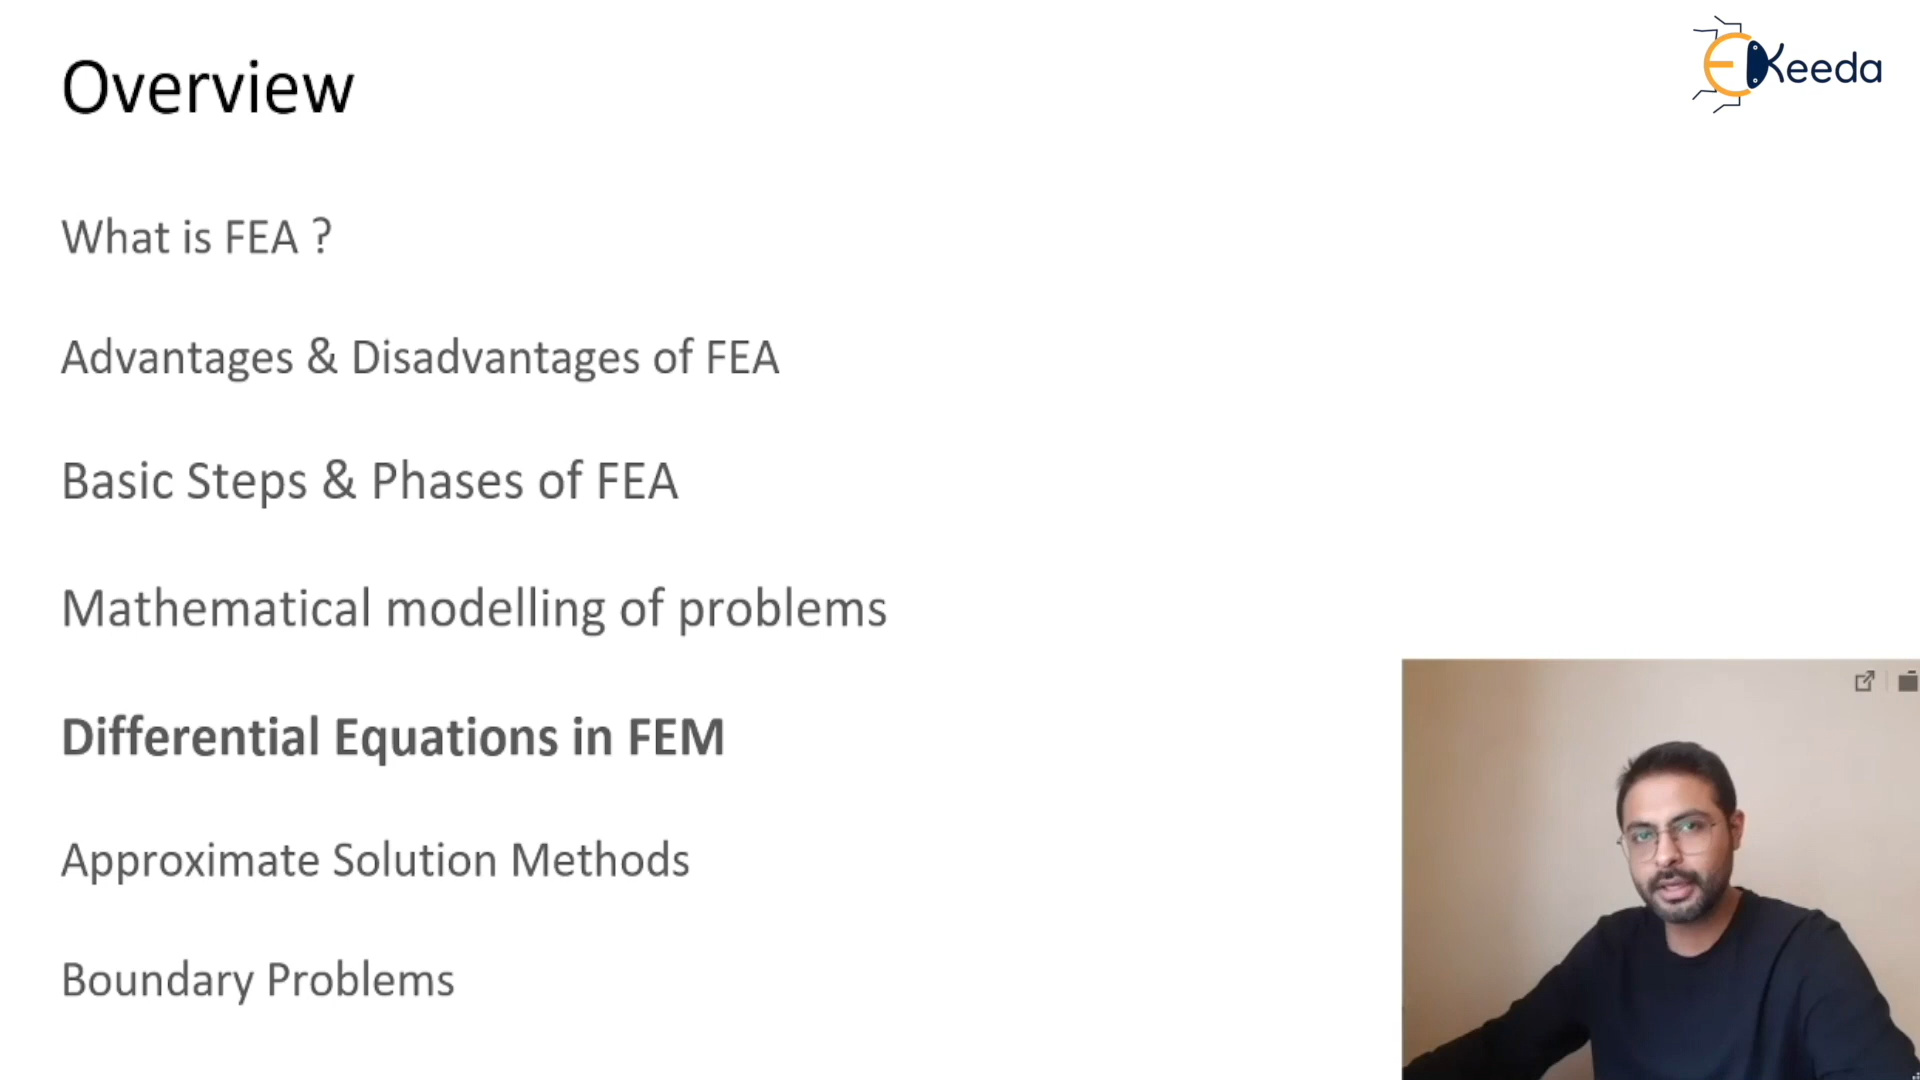 Overview
EKeeda
What is FEA ?
Advantages & Disadvantages of FEA
Basic Steps & Phases of FEA
Mathematical modelling of problems
Differential Equations in FEM
Approximate Solution Methods
Boundary Problems